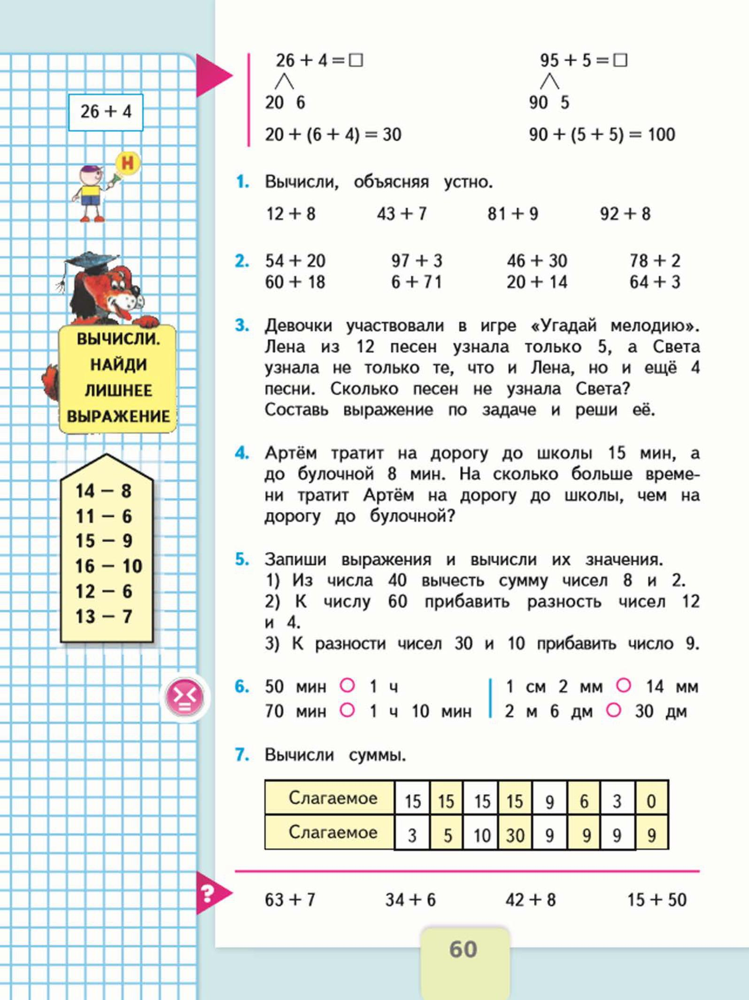 26 + 4
Н
ВЫЧИСЛИ.
НАЙДИ
ЛИШНЕЕ
ВЫРАЖЕНИЕ
14 − 8
11 − 6
15 − 9
16 − 10
12 − 6
13 − 7
26 + 4 = □ 95 + 5 = □
20 6 90 5
20 + (6 + 4) = 30 90 + (5 + 5) = 100
1. Вычисли, объясняя устно.
12 + 8 43 + 7 81 + 9 92 + 8
2. 54 + 20 97 + 3 46 + 30 78 + 2
60 + 18 6 + 71 20 + 14 64 + 3
3. Девочки участвовали в игре «Угадай мелодию».
Лена из 12 песен узнала только 5, а Света
узнала не только те, что и Лена, но и ещё 4
песни. Сколько песен не узнала Света?
Составь выражение по задаче и реши её.
4. Артём тратит на дорогу до школы 15 мин, а
до булочной 8 мин. На сколько больше време-
ни тратит Артём на дорогу до школы, чем на
дорогу до булочной?
5. Запиши выражения и вычисли их значения.
1) Из числа 40 вычесть сумму чисел 8 и 2.
2) К числу 60 прибавить разность чисел 12
и 4.
3) К разности чисел 30 и 10 прибавить число 9.
6. 50 мин ○ 1 ч 1 см 2 мм ○ 14 мм
70 мин ○ 1 ч 10 мин 2 м 6 дм ○ 30 дм
7. Вычисли суммы.
Слагаемое 15 15 15 15 9 6 3 0
Слагаемое 3 5 10 30 9 9 9 9
? 63 + 7 34 + 6 42 + 8 15 + 50
60